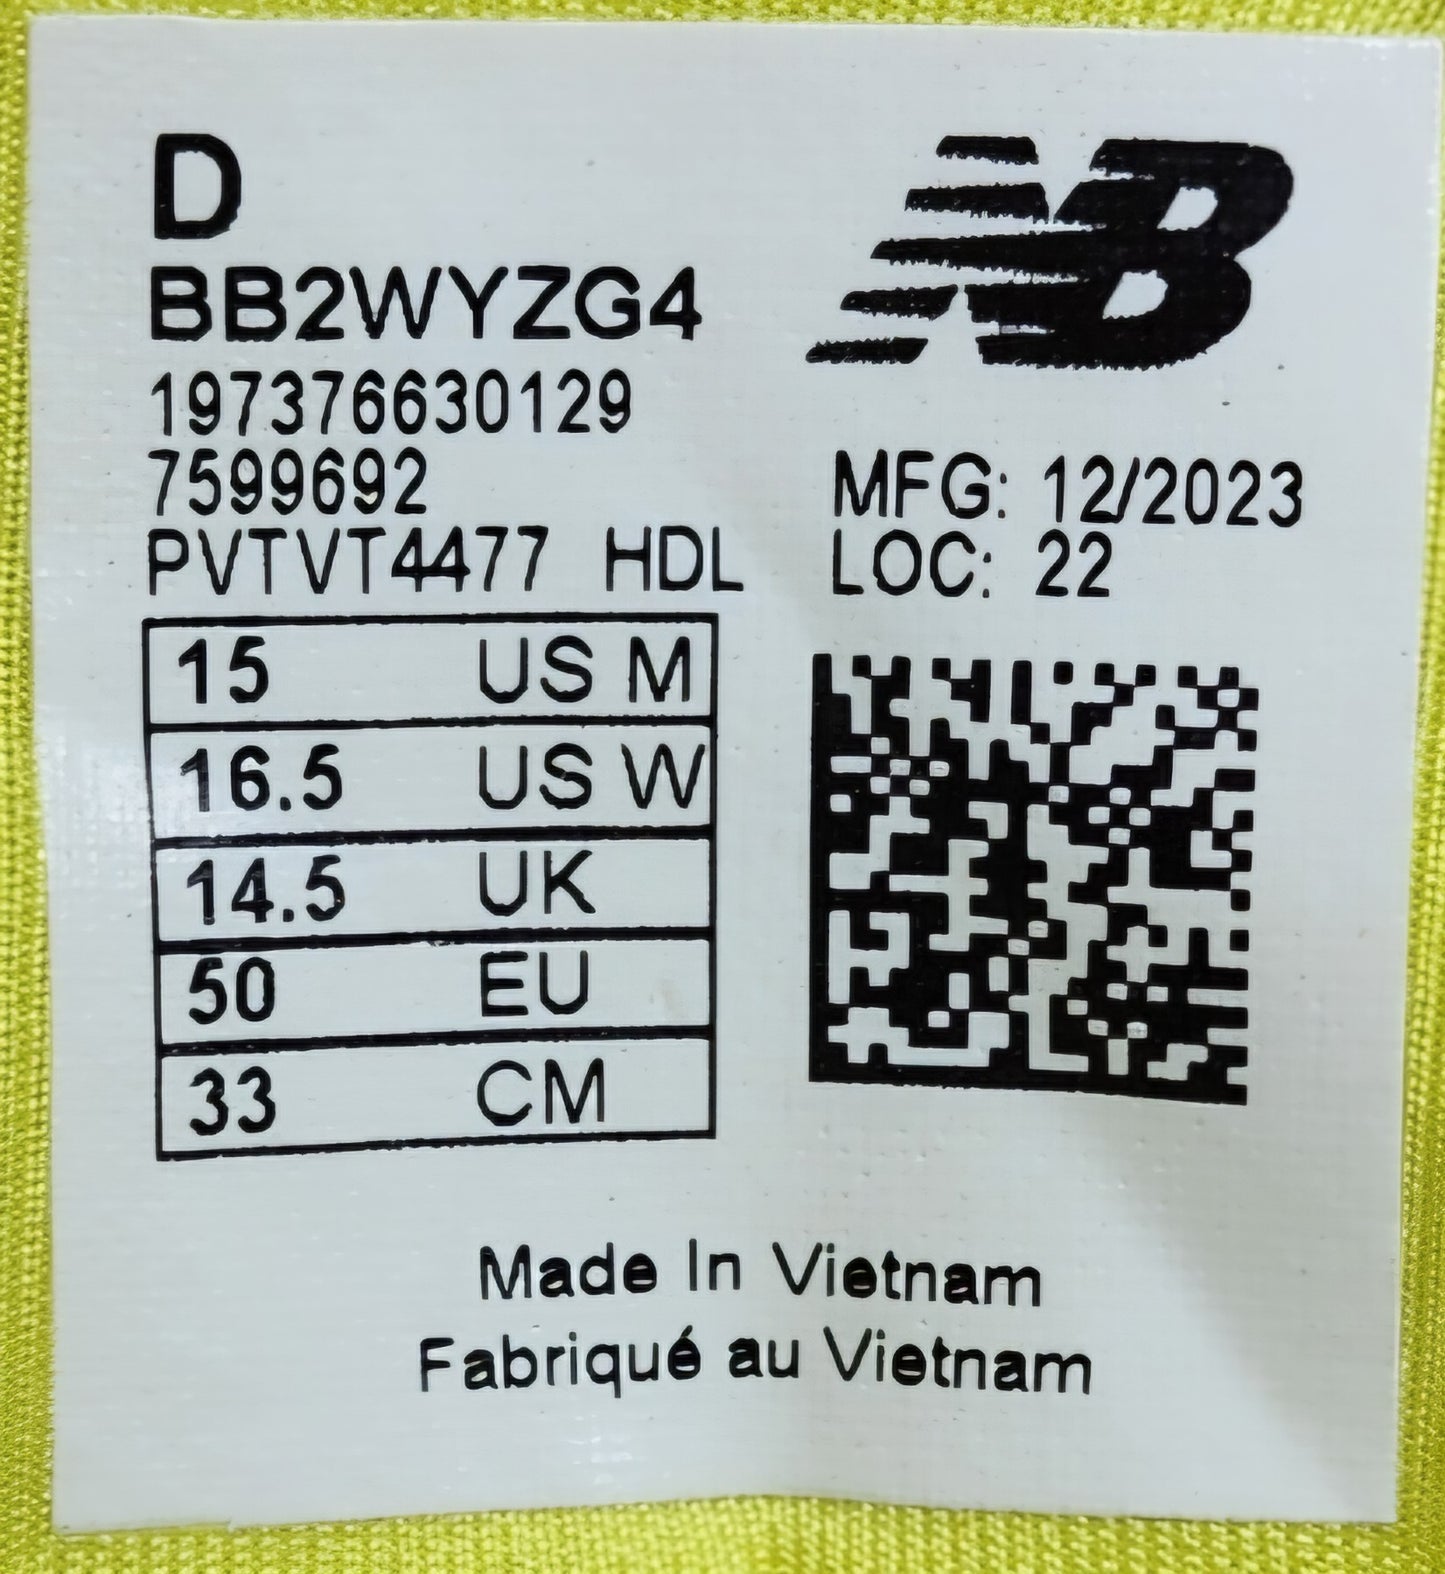 D
BB2WYZG4
197376630129
7599692
PVTVT4477 HDL
NB
MFG: 12/2023
LOC: 22
15 US M
16.5 US W
14.5 UK
50 EU
33 CM
Made In Vietnam
Fabriqué au Vietnam